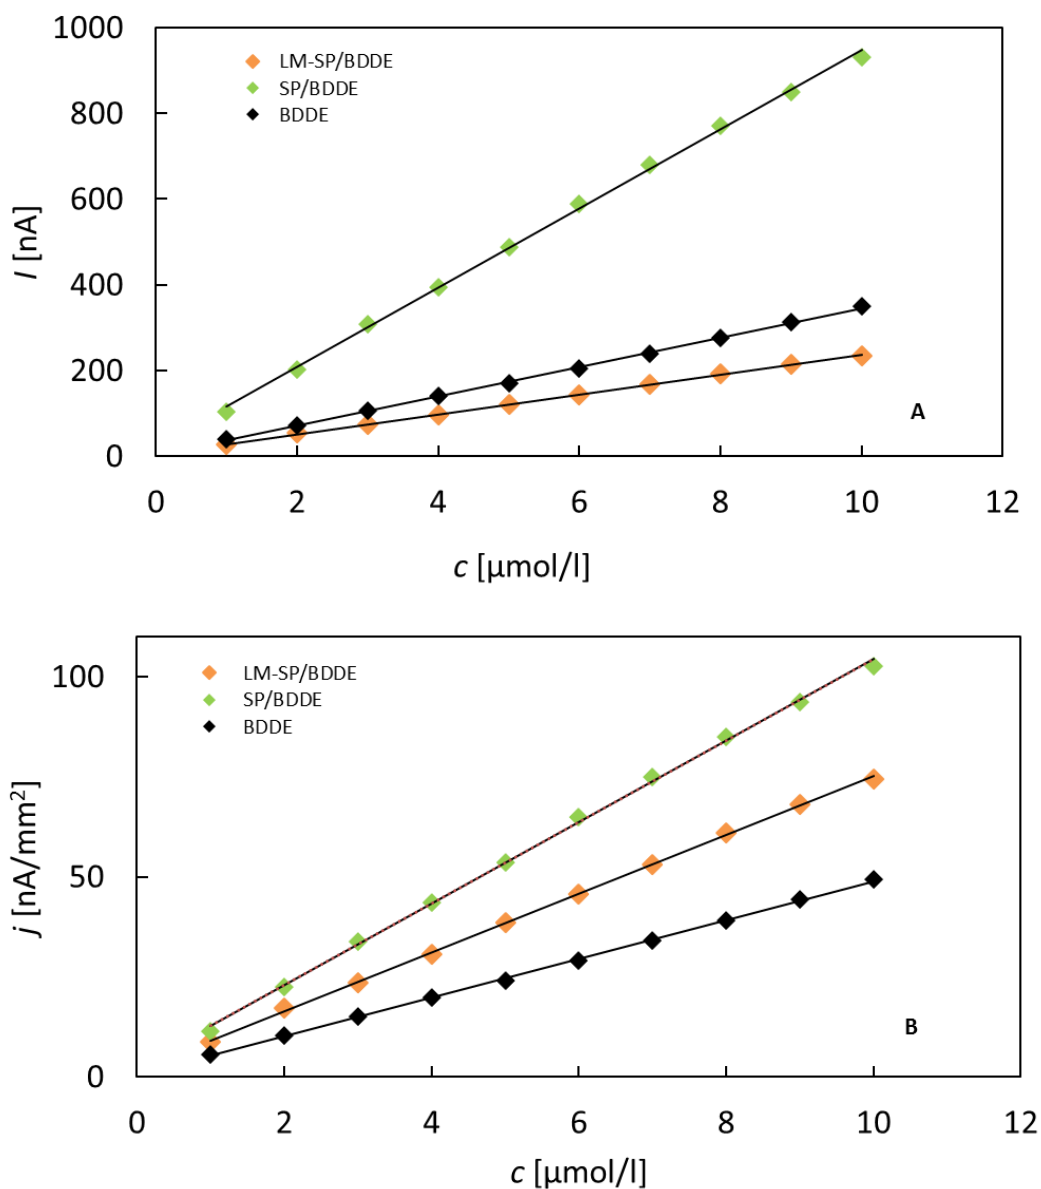 1000
800
600
400
200
0
I [nA]
LM-SP/BDDE
SP/BDDE
BDDE
A
0 2 4 6 8 10 12
c [µmol/l]
100
50
0
j [nA/mm²]
LM-SP/BDDE
SP/BDDE
BDDE
B
0 2 4 6 8 10 12
c [µmol/l]